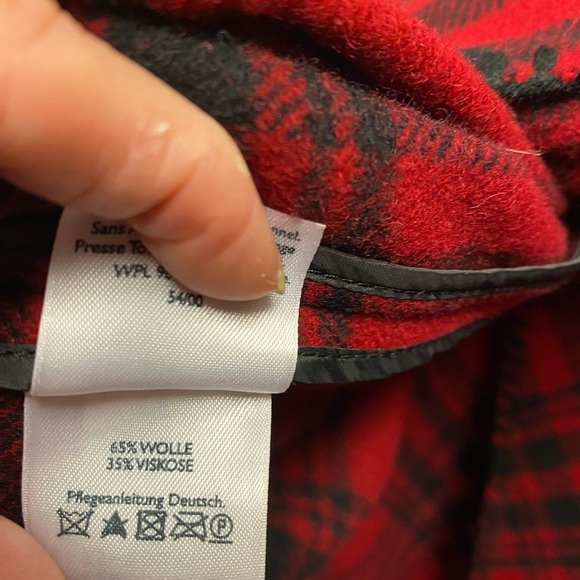 Sans
Presse
WPL
54/00
65% WOLLE
35% VISKOSE
Pflegeanleitung Deutsch.
P